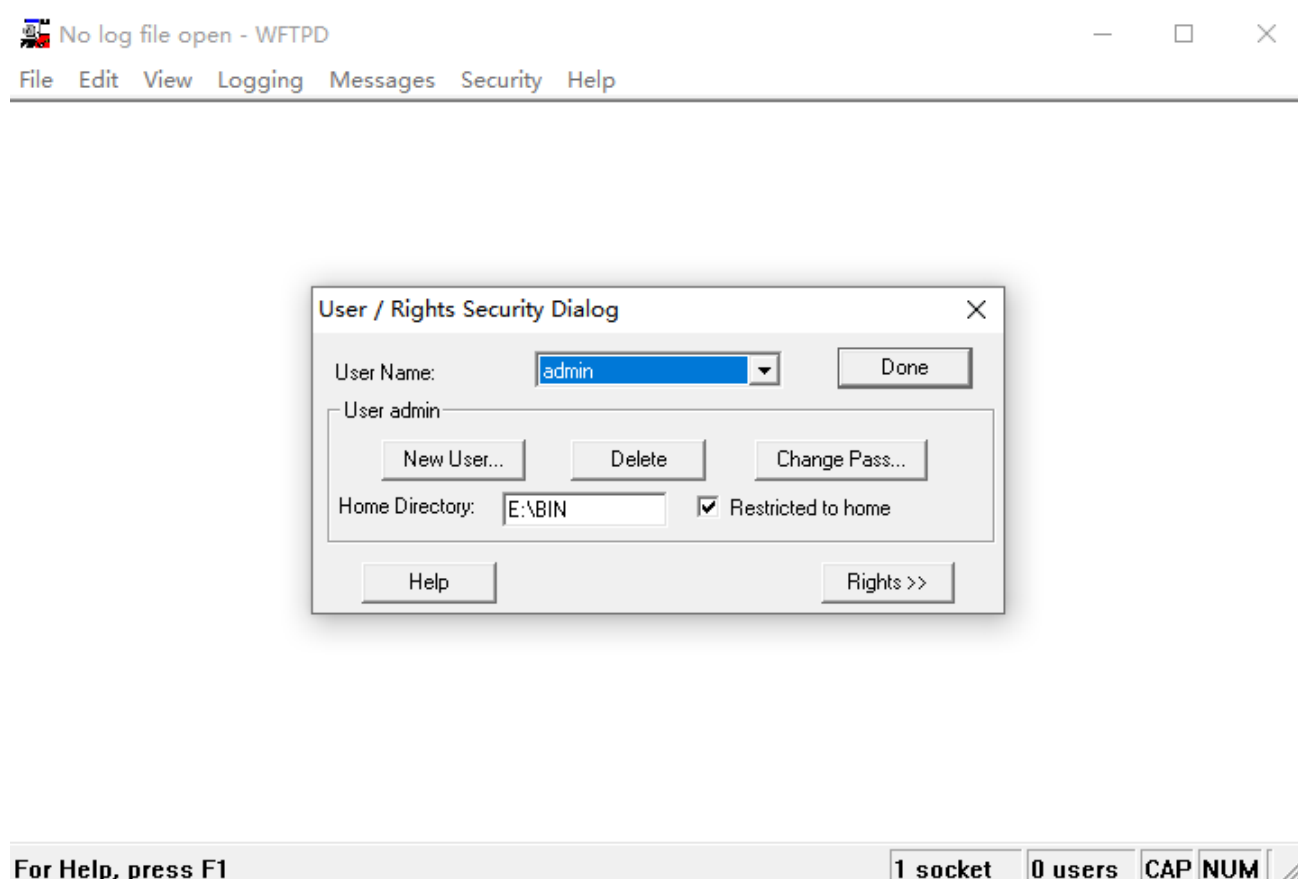 No log file open - WFTPD
File Edit View Logging Messages Security Help
User / Rights Security Dialog
User Name: admin Done
User admin
New User... Delete Change Pass...
Home Directory: E:\BIN Restricted to home
Help Rights >>
For Help, press F1 1 socket 0 users CAP NUM